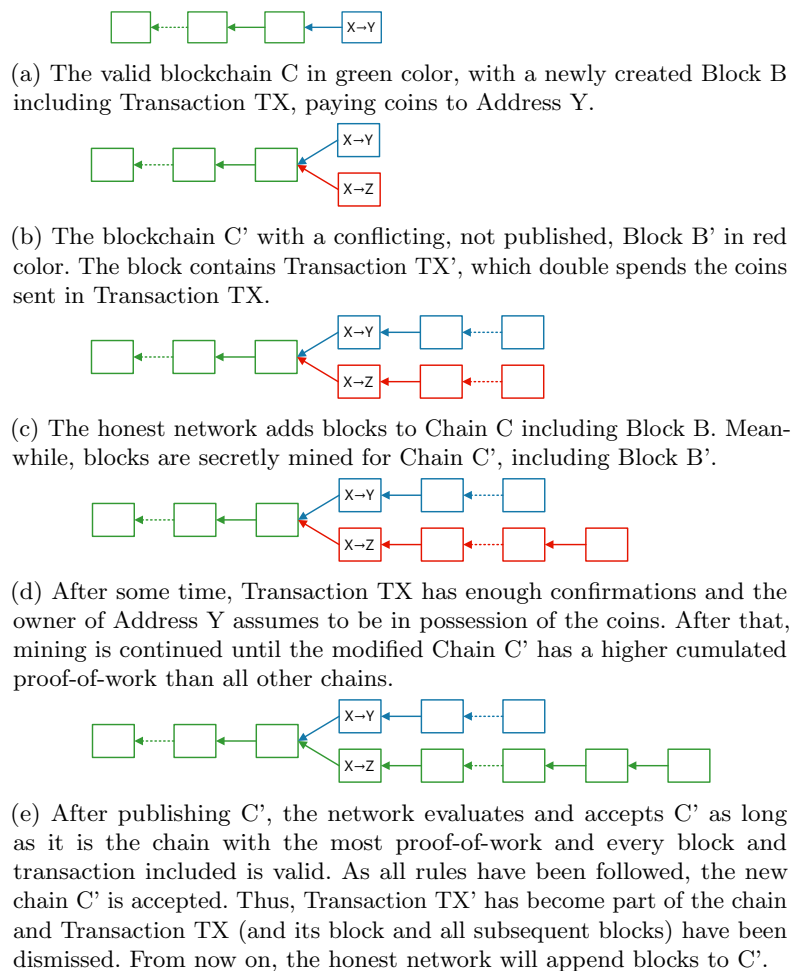 X→Y
(a) The valid blockchain C in green color, with a newly created Block B
including Transaction TX, paying coins to Address Y.
X→Y
X→Z
(b) The blockchain C' with a conflicting, not published, Block B' in red
color. The block contains Transaction TX', which double spends the coins
sent in Transaction TX.
X→Y
X→Z
(c) The honest network adds blocks to Chain C including Block B. Mean-
while, blocks are secretly mined for Chain C', including Block B'.
X→Y
X→Z
(d) After some time, Transaction TX has enough confirmations and the
owner of Address Y assumes to be in possession of the coins. After that,
mining is continued until the modified Chain C' has a higher cumulated
proof-of-work than all other chains.
X→Y
X→Z
(e) After publishing C', the network evaluates and accepts C' as long
as it is the chain with the most proof-of-work and every block and
transaction included is valid. As all rules have been followed, the new
chain C' is accepted. Thus, Transaction TX' has become part of the chain
and Transaction TX (and its block and all subsequent blocks) have been
dismissed. From now on, the honest network will append blocks to C'.